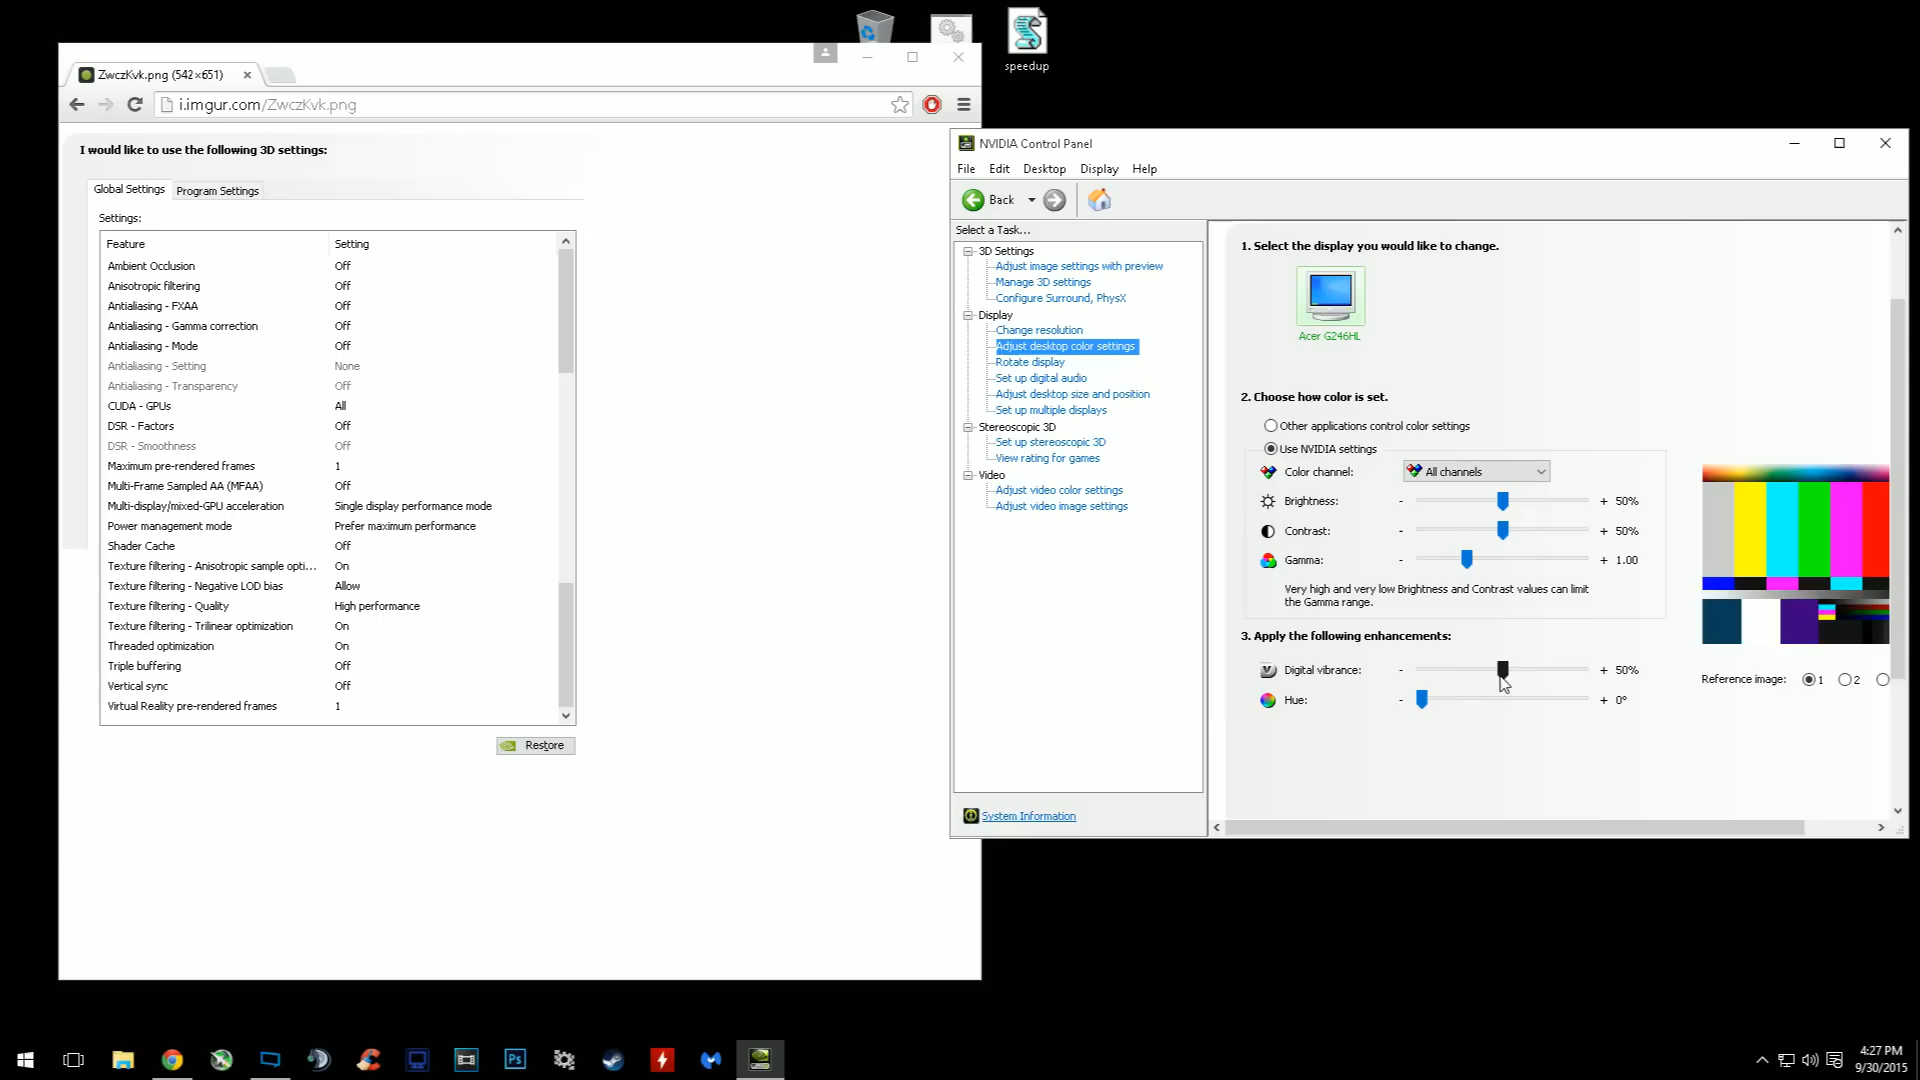 speedup
ZwczKvk.png (542×651)
i.imgur.com/ZwczKvk.png
I would like to use the following 3D settings:
Global Settings
Program Settings
Settings:
Feature Setting
Ambient Occlusion Off
Anisotropic filtering Off
Antialiasing - FXAA Off
Antialiasing - Gamma correction Off
Antialiasing - Mode Off
Antialiasing - Setting None
Antialiasing - Transparency Off
CUDA - GPUs All
DSR - Factors Off
DSR - Smoothness Off
Maximum pre-rendered frames 1
Multi-Frame Sampled AA (MFAA) Off
Multi-display/mixed-GPU acceleration Single display performance mode
Power management mode Prefer maximum performance
Shader Cache Off
Texture filtering - Anisotropic sample opti... On
Texture filtering - Negative LOD bias Allow
Texture filtering - Quality High performance
Texture filtering - Trilinear optimization On
Threaded optimization On
Triple buffering Off
Vertical sync Off
Virtual Reality pre-rendered frames 1
Restore
NVIDIA Control Panel
File Edit Desktop Display Help
Back
Select a Task...
3D Settings
Adjust image settings with preview
Manage 3D settings
Configure Surround, PhysX
Display
Change resolution
Adjust desktop color settings
Rotate display
Set up digital audio
Adjust desktop size and position
Set up multiple displays
Stereoscopic 3D
Set up stereoscopic 3D
View rating for games
Video
Adjust video color settings
Adjust video image settings
System Information
1. Select the display you would like to change.
Acer G246HL
2. Choose how color is set.
Other applications control color settings
Use NVIDIA settings
Color channel: All channels
Brightness: - + 50%
Contrast: - + 50%
Gamma: - + 1.00
Very high and very low Brightness and Contrast values can limit
the Gamma range.
3. Apply the following enhancements:
Digital vibrance: - + 50%
Hue: - + 0°
Reference image: 1 2
Ps
4:27 PM
9/30/2015